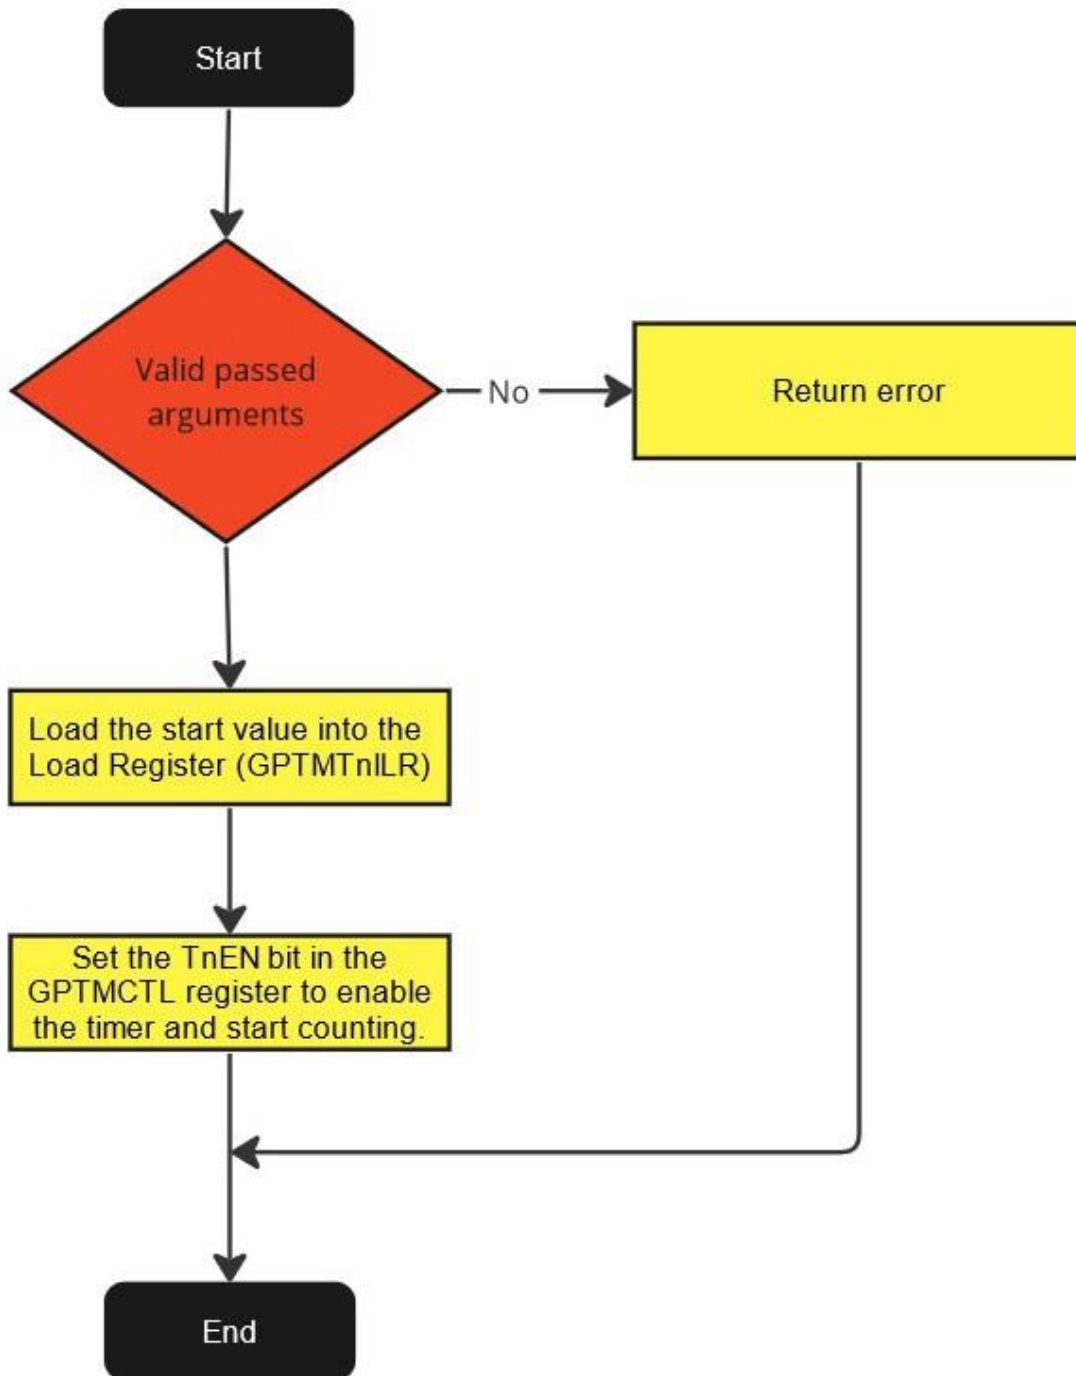 Start
Valid passed
arguments
No
Return error
Load the start value into the
Load Register (GPTMTnILR)
Set the TnEN bit in the
GPTMCTL register to enable
the timer and start counting.
End